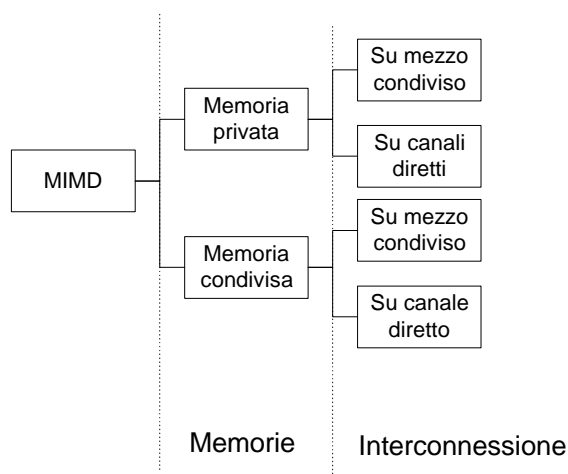 MIMD
Memoria
privata
Memoria
condivisa
Su mezzo
condiviso
Su canali
diretti
Su mezzo
condiviso
Su canale
diretto
Memorie
Interconnessione